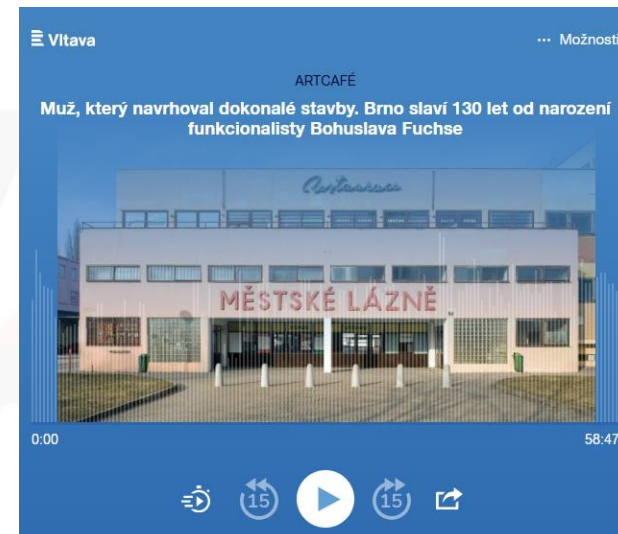 Vltava
••• Možnosti
ARTCAFÉ
Muž, který navrhoval dokonalé stavby. Brno slaví 130 let od narození
funkcionalisty Bohuslava Fuchse
Restaurace
MĚSTSKÉ LÁZNĚ
0:00
58:47
15
15